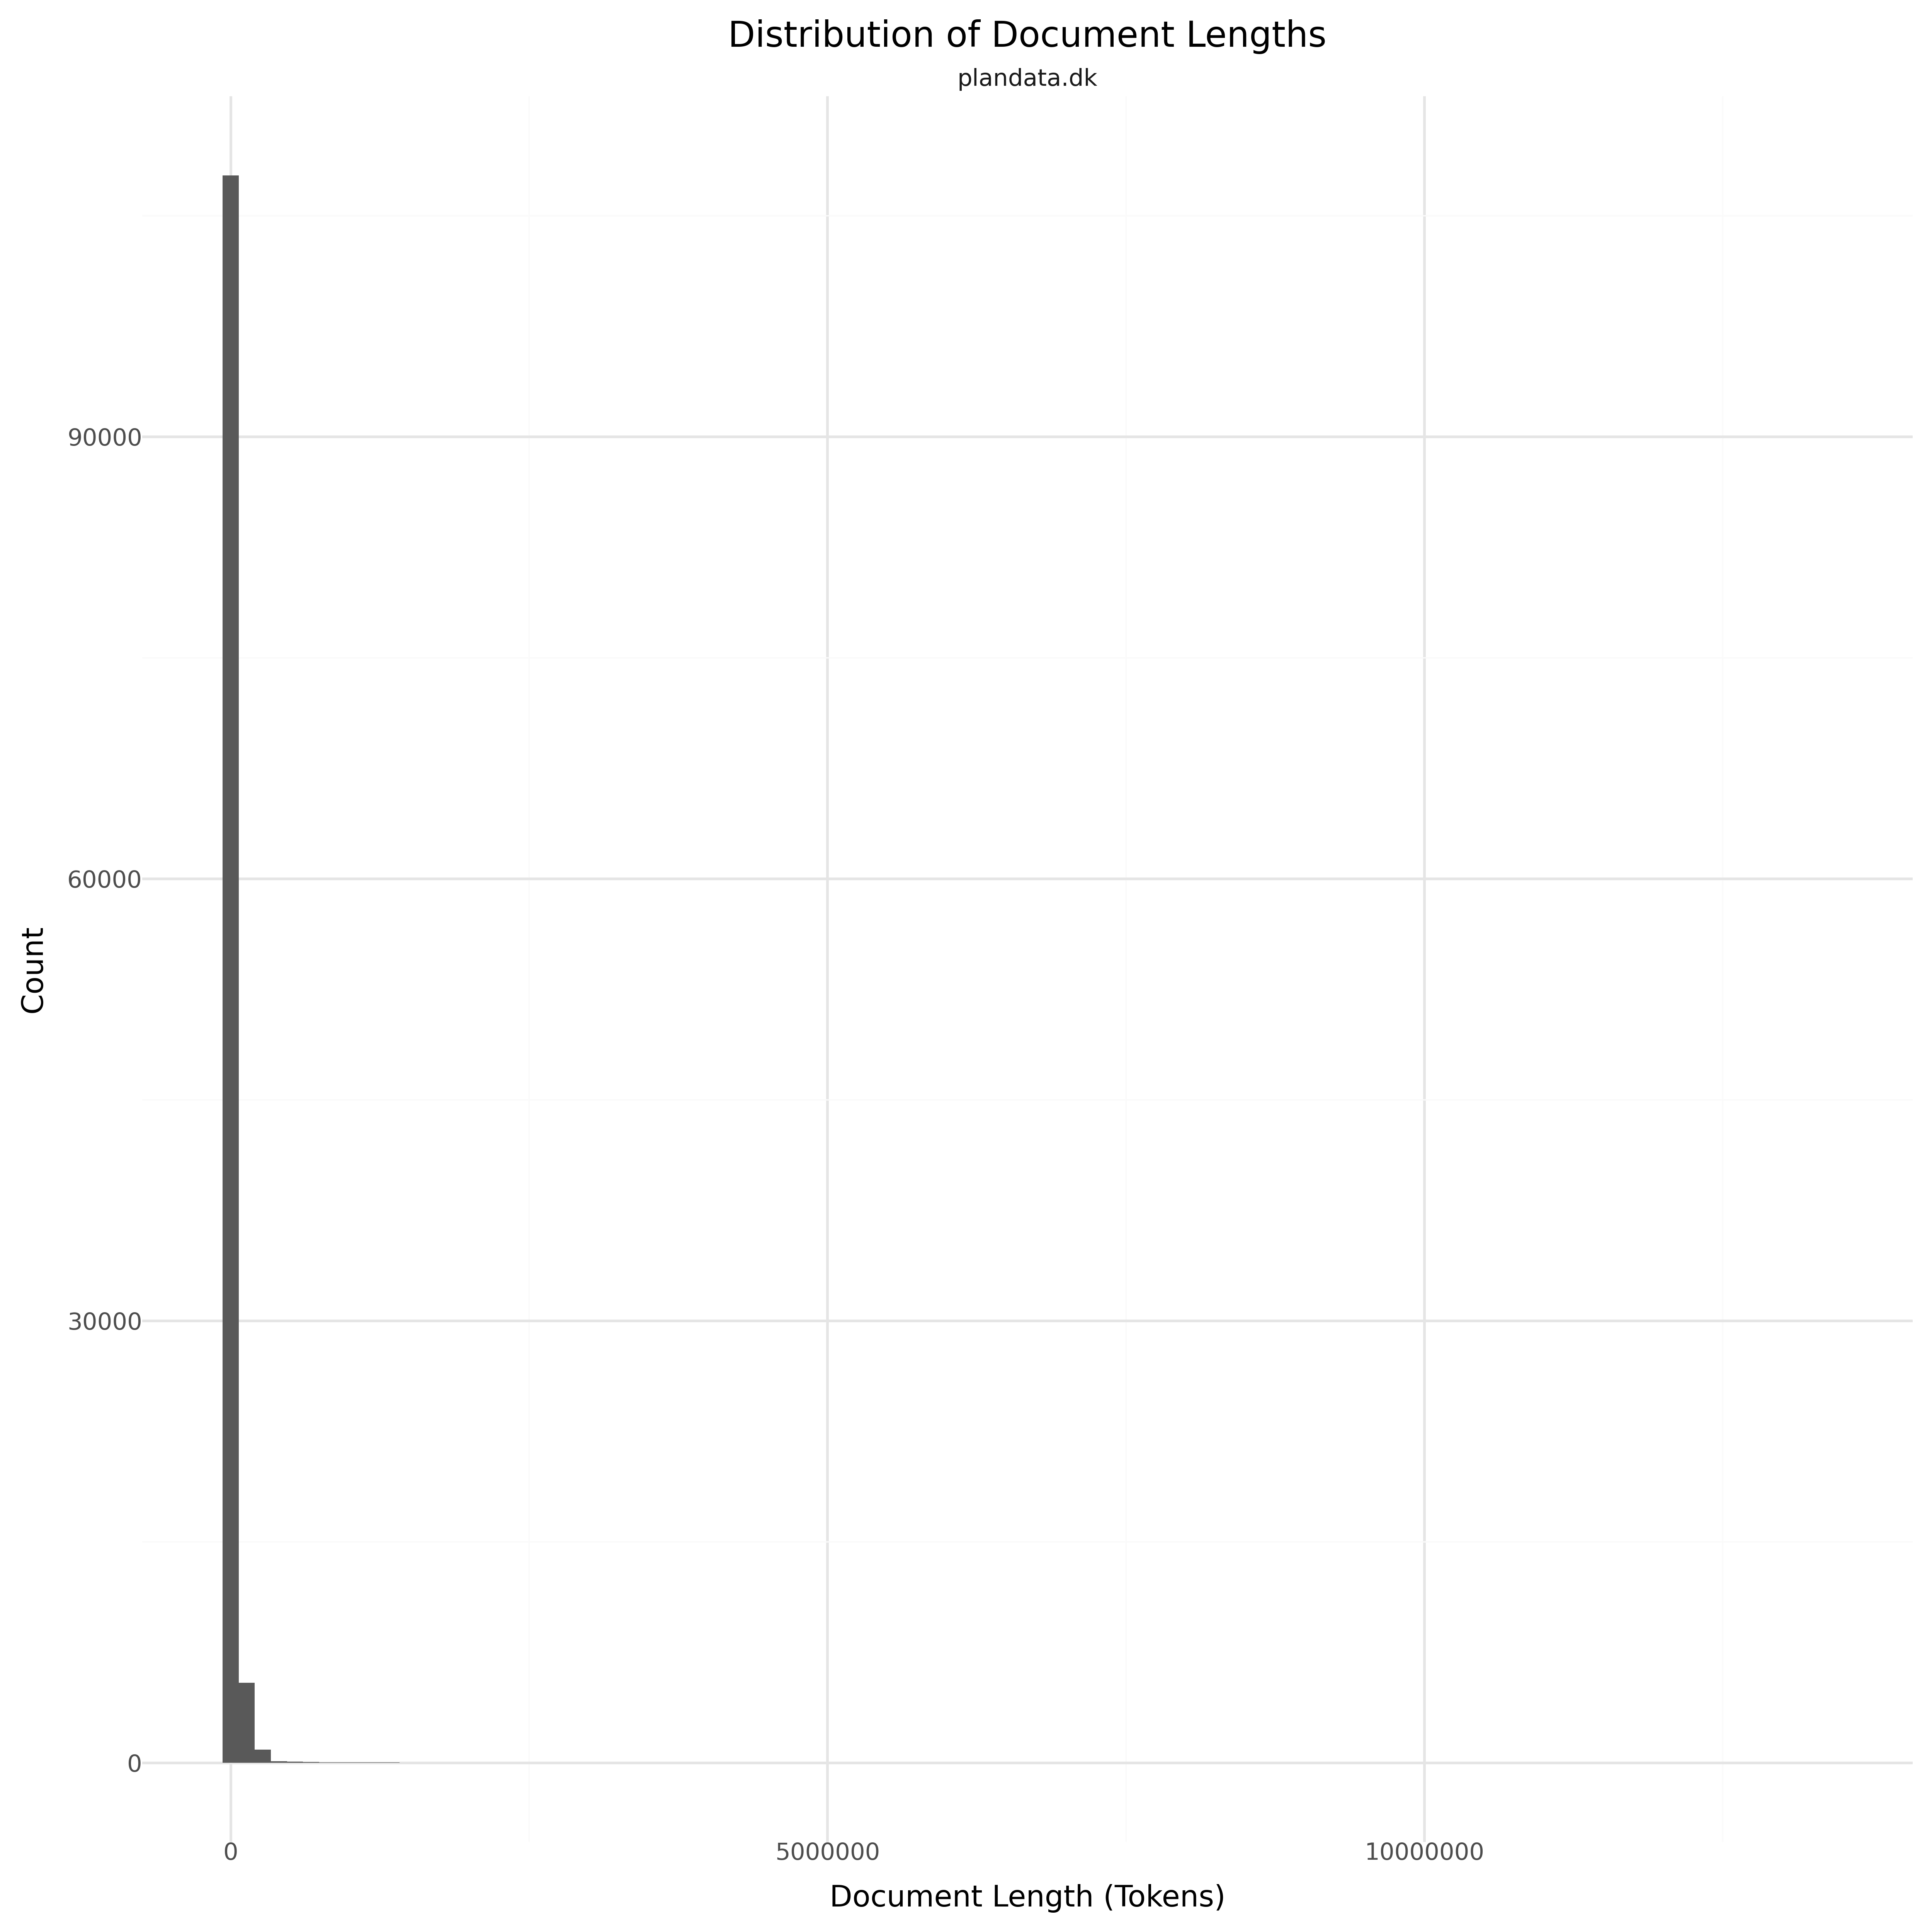 Distribution of Document Lengths
plandata.dk
90000
60000
30000
0
Count
0 5000000 10000000
Document Length (Tokens)